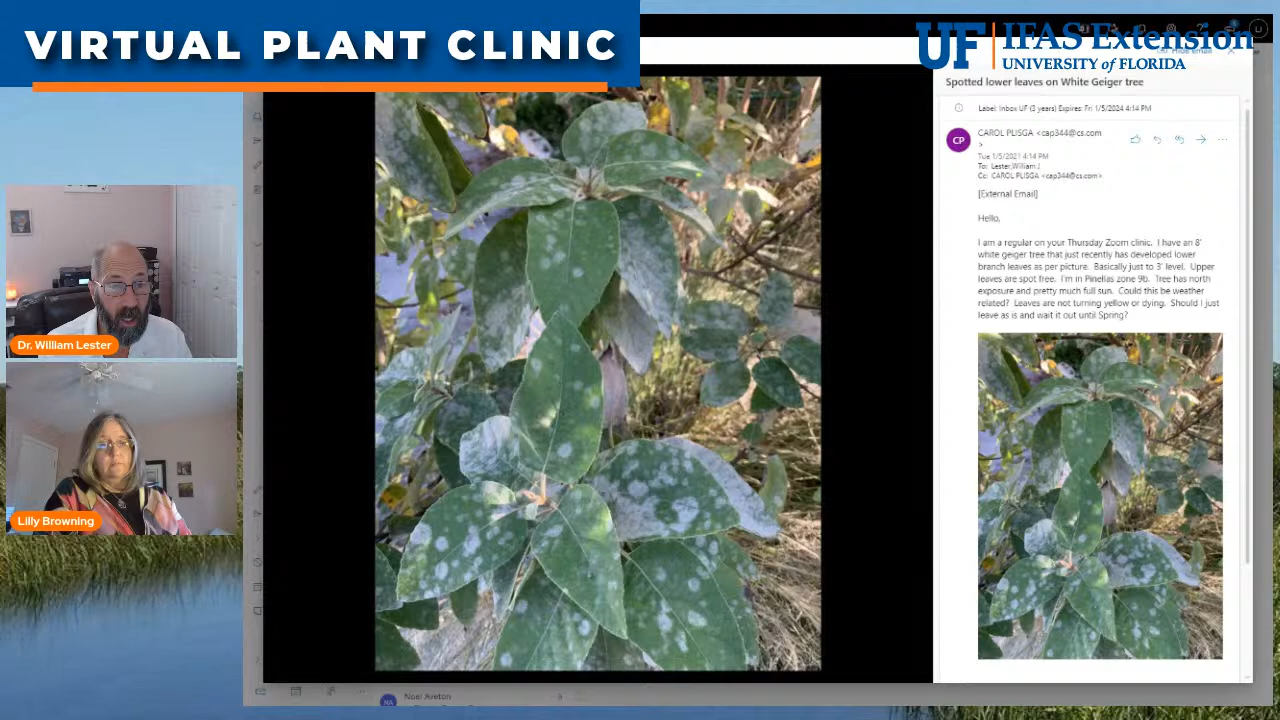 VIRTUAL PLANT CLINIC
UF IFAS Extension
UNIVERSITY of FLORIDA
Spotted lower leaves on White Geiger tree
Label: Inbox UF (3 years) Expires: Fri 1/5/2024 4:14 PM
CP
CAROL PLISGA <cap344@cs.com
>
Tue 1/5/2021 4:14 PM
To: Lester,William J
Cc: CAROL PLISGA <cap344@cs.com>
[External Email]
Hello,
I am a regular on your Thursday Zoom clinic. I have an 8'
white geiger tree that just recently has developed lower
branch leaves as per picture. Basically just to 3' level. Upper
leaves are spot free. I'm in Pinellas zone 9b. Tree has north
exposure and pretty much full sun. Could this be weather
related? Leaves are not turning yellow or dying. Should I just
leave as is and wait it out until Spring?
Dr. William Lester
Lilly Browning
NA
Noel Areton